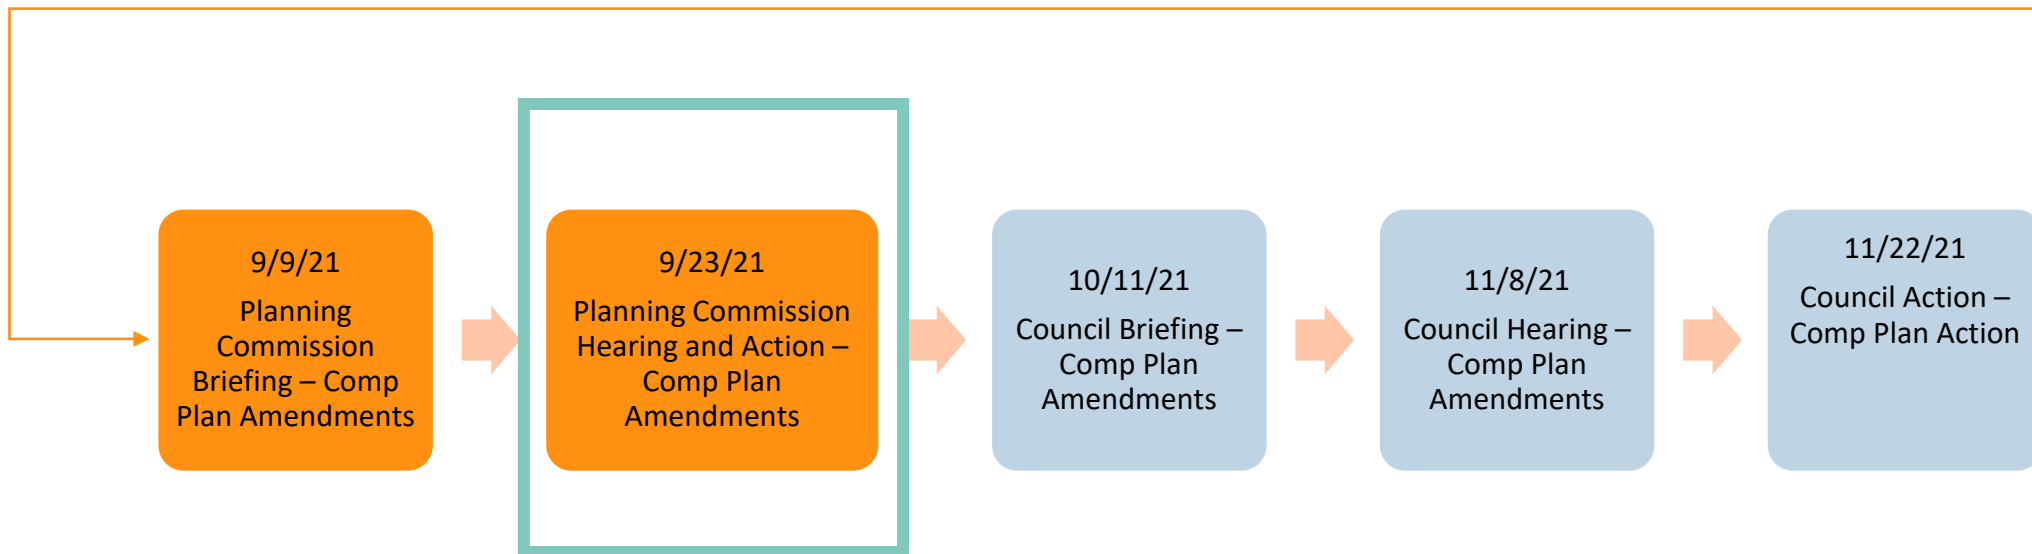 9/9/21
Planning
Commission
Briefing – Comp
Plan Amendments
9/23/21
Planning Commission
Hearing and Action –
Comp Plan
Amendments
10/11/21
Council Briefing –
Comp Plan
Amendments
11/8/21
Council Hearing –
Comp Plan
Amendments
11/22/21
Council Action –
Comp Plan Action